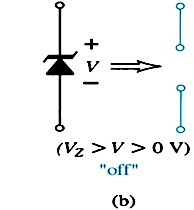 +
V
−
(V_Z > V > 0 V)
"off"
(b)